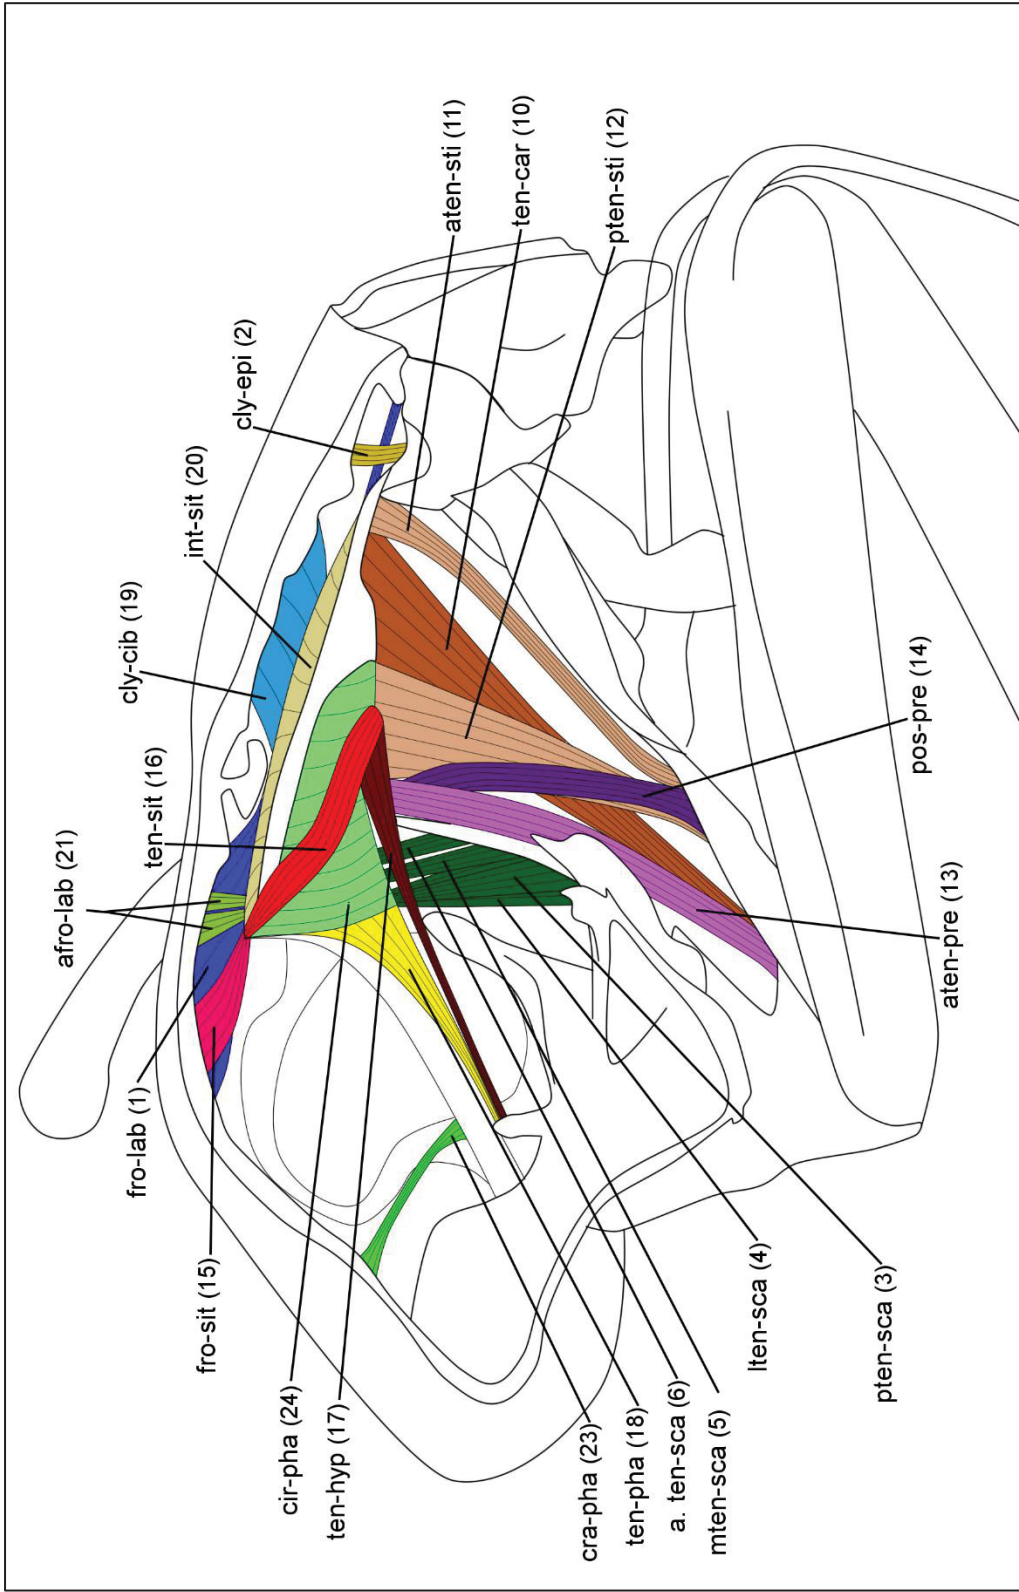 afro-lab (21)
cly-cib (19)
fro-lab (1)
ten-sit (16)
int-sit (20)
fro-sit (15)
cly-epi (2)
cir-pha (24)
ten-hyp (17)
aten-sti (11)
ten-car (10)
cra-pha (23)
pten-sti (12)
ten-pha (18)
a. ten-sca (6)
mten-sca (5)
lten-sca (4)
pten-sca (3)
pos-pre (14)
aten-pre (13)